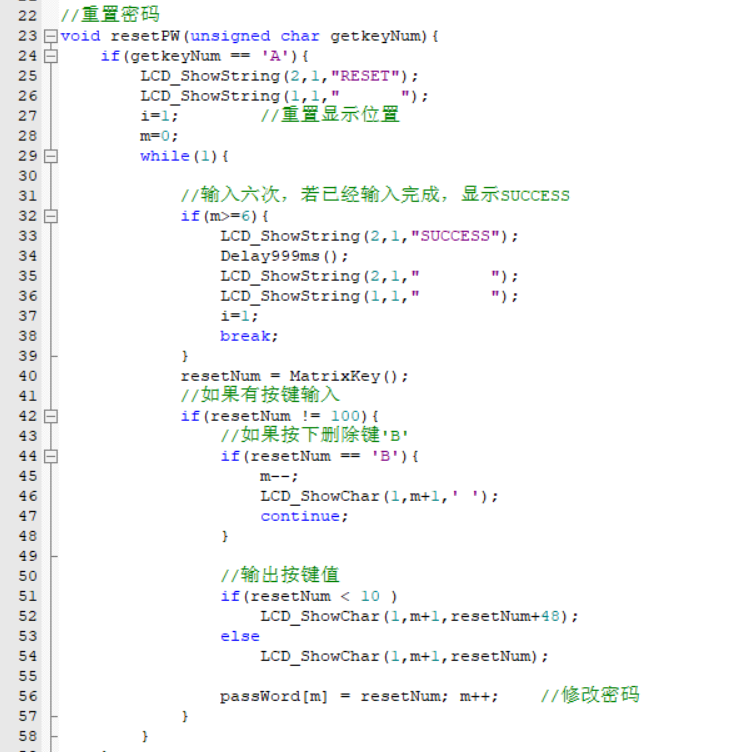 22 //重置密码
23 void resetPW(unsigned char getkeyNum){
24     if(getkeyNum == 'A'){
25         LCD_ShowString(2,1,"RESET");
26         LCD_ShowString(1,1,"      ");
27         i=1;        //重置显示位置
28         m=0;
29         while(1){
30
31             //输入六次，若已经输入完成，显示SUCCESS
32             if(m>=6){
33                 LCD_ShowString(2,1,"SUCCESS");
34                 Delay999ms();
35                 LCD_ShowString(2,1,"       ");
36                 LCD_ShowString(1,1,"       ");
37                 i=1;
38                 break;
39             }
40             resetNum = MatrixKey();
41             //如果有按键输入
42             if(resetNum != 100){
43                 //如果按下删除键'B'
44                 if(resetNum == 'B'){
45                     m--;
46                     LCD_ShowChar(1,m+1,' ');
47                     continue;
48                 }
49
50                 //输出按键值
51                 if(resetNum < 10 )
52                     LCD_ShowChar(1,m+1,resetNum+48);
53                 else
54                     LCD_ShowChar(1,m+1,resetNum);
55
56                 passWord[m] = resetNum; m++;    //修改密码
57             }
58         }